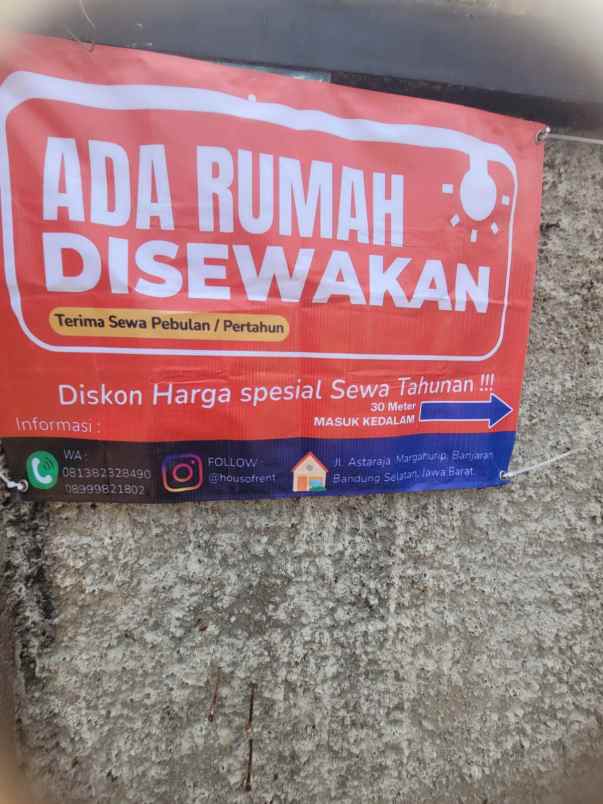 ADA RUMAH
DISEWAKAN
Terima Sewa Pebulan / Pertahun
Diskon Harga spesial Sewa Tahunan !!!
30 Meter
MASUK KEDALAM
Informasi :
WA :
081382328490
08999821802
FOLLOW :
@housofrent
Jl. Astaraja, Margahurip, Banjaran
Bandung Selatan, Jawa Barat.